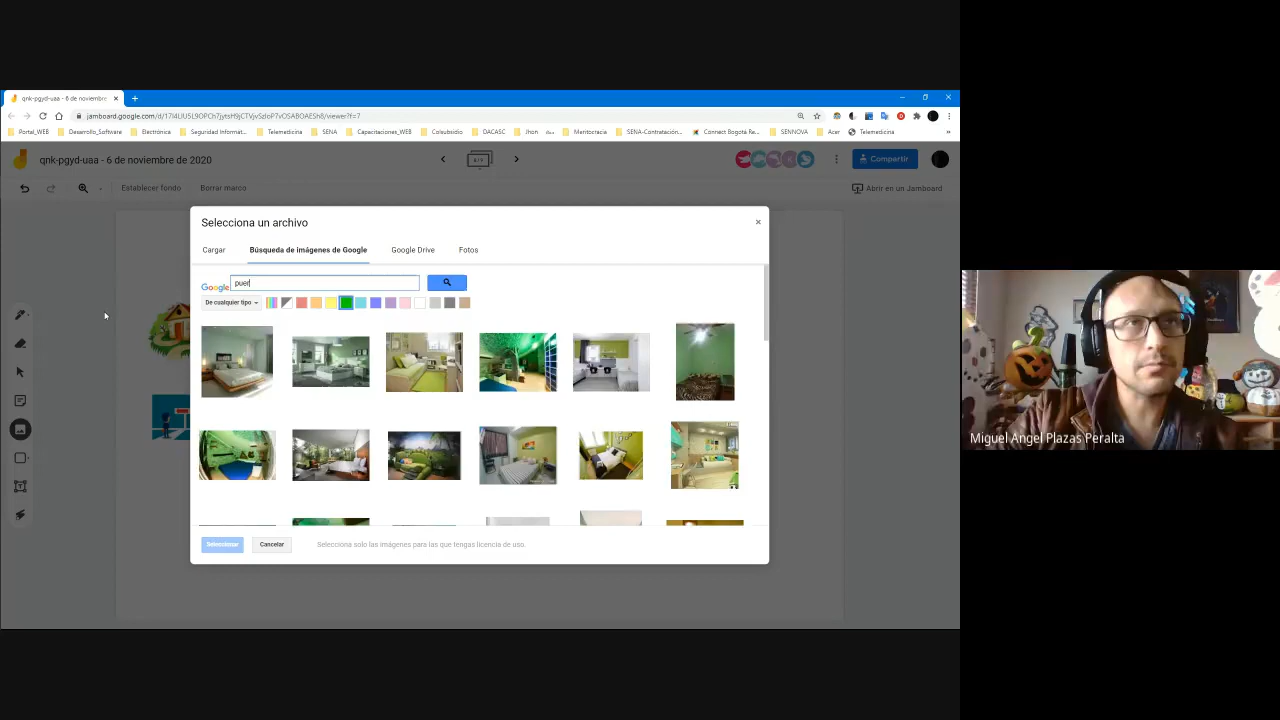 qnk-pgyd-uaa - 6 de noviembre
jamboard.google.com/d/
viewer?f=7
Portal_WEB
Desarrollo_Software
Electrónica
Seguridad Informát...
Telemedicina
SENA
Capacitaciones_WEB
Colsubsidio
DACASC
Jhon
Meritocracia
SENA-Contratación...
Connect Bogotá Re...
SENNOVA
Acer
Telemedicina
qnk-pgyd-uaa - 6 de noviembre de 2020
Compartir
Establecer fondo
Borrar marco
Abrir en un Jamboard
Selecciona un archivo
Cargar
Búsqueda de imágenes de Google
Google Drive
Fotos
Google
puer
De cualquier tipo
Seleccionar
Cancelar
Selecciona solo las imágenes para las que tengas licencia de uso.
Miguel Angel Plazas Peralta